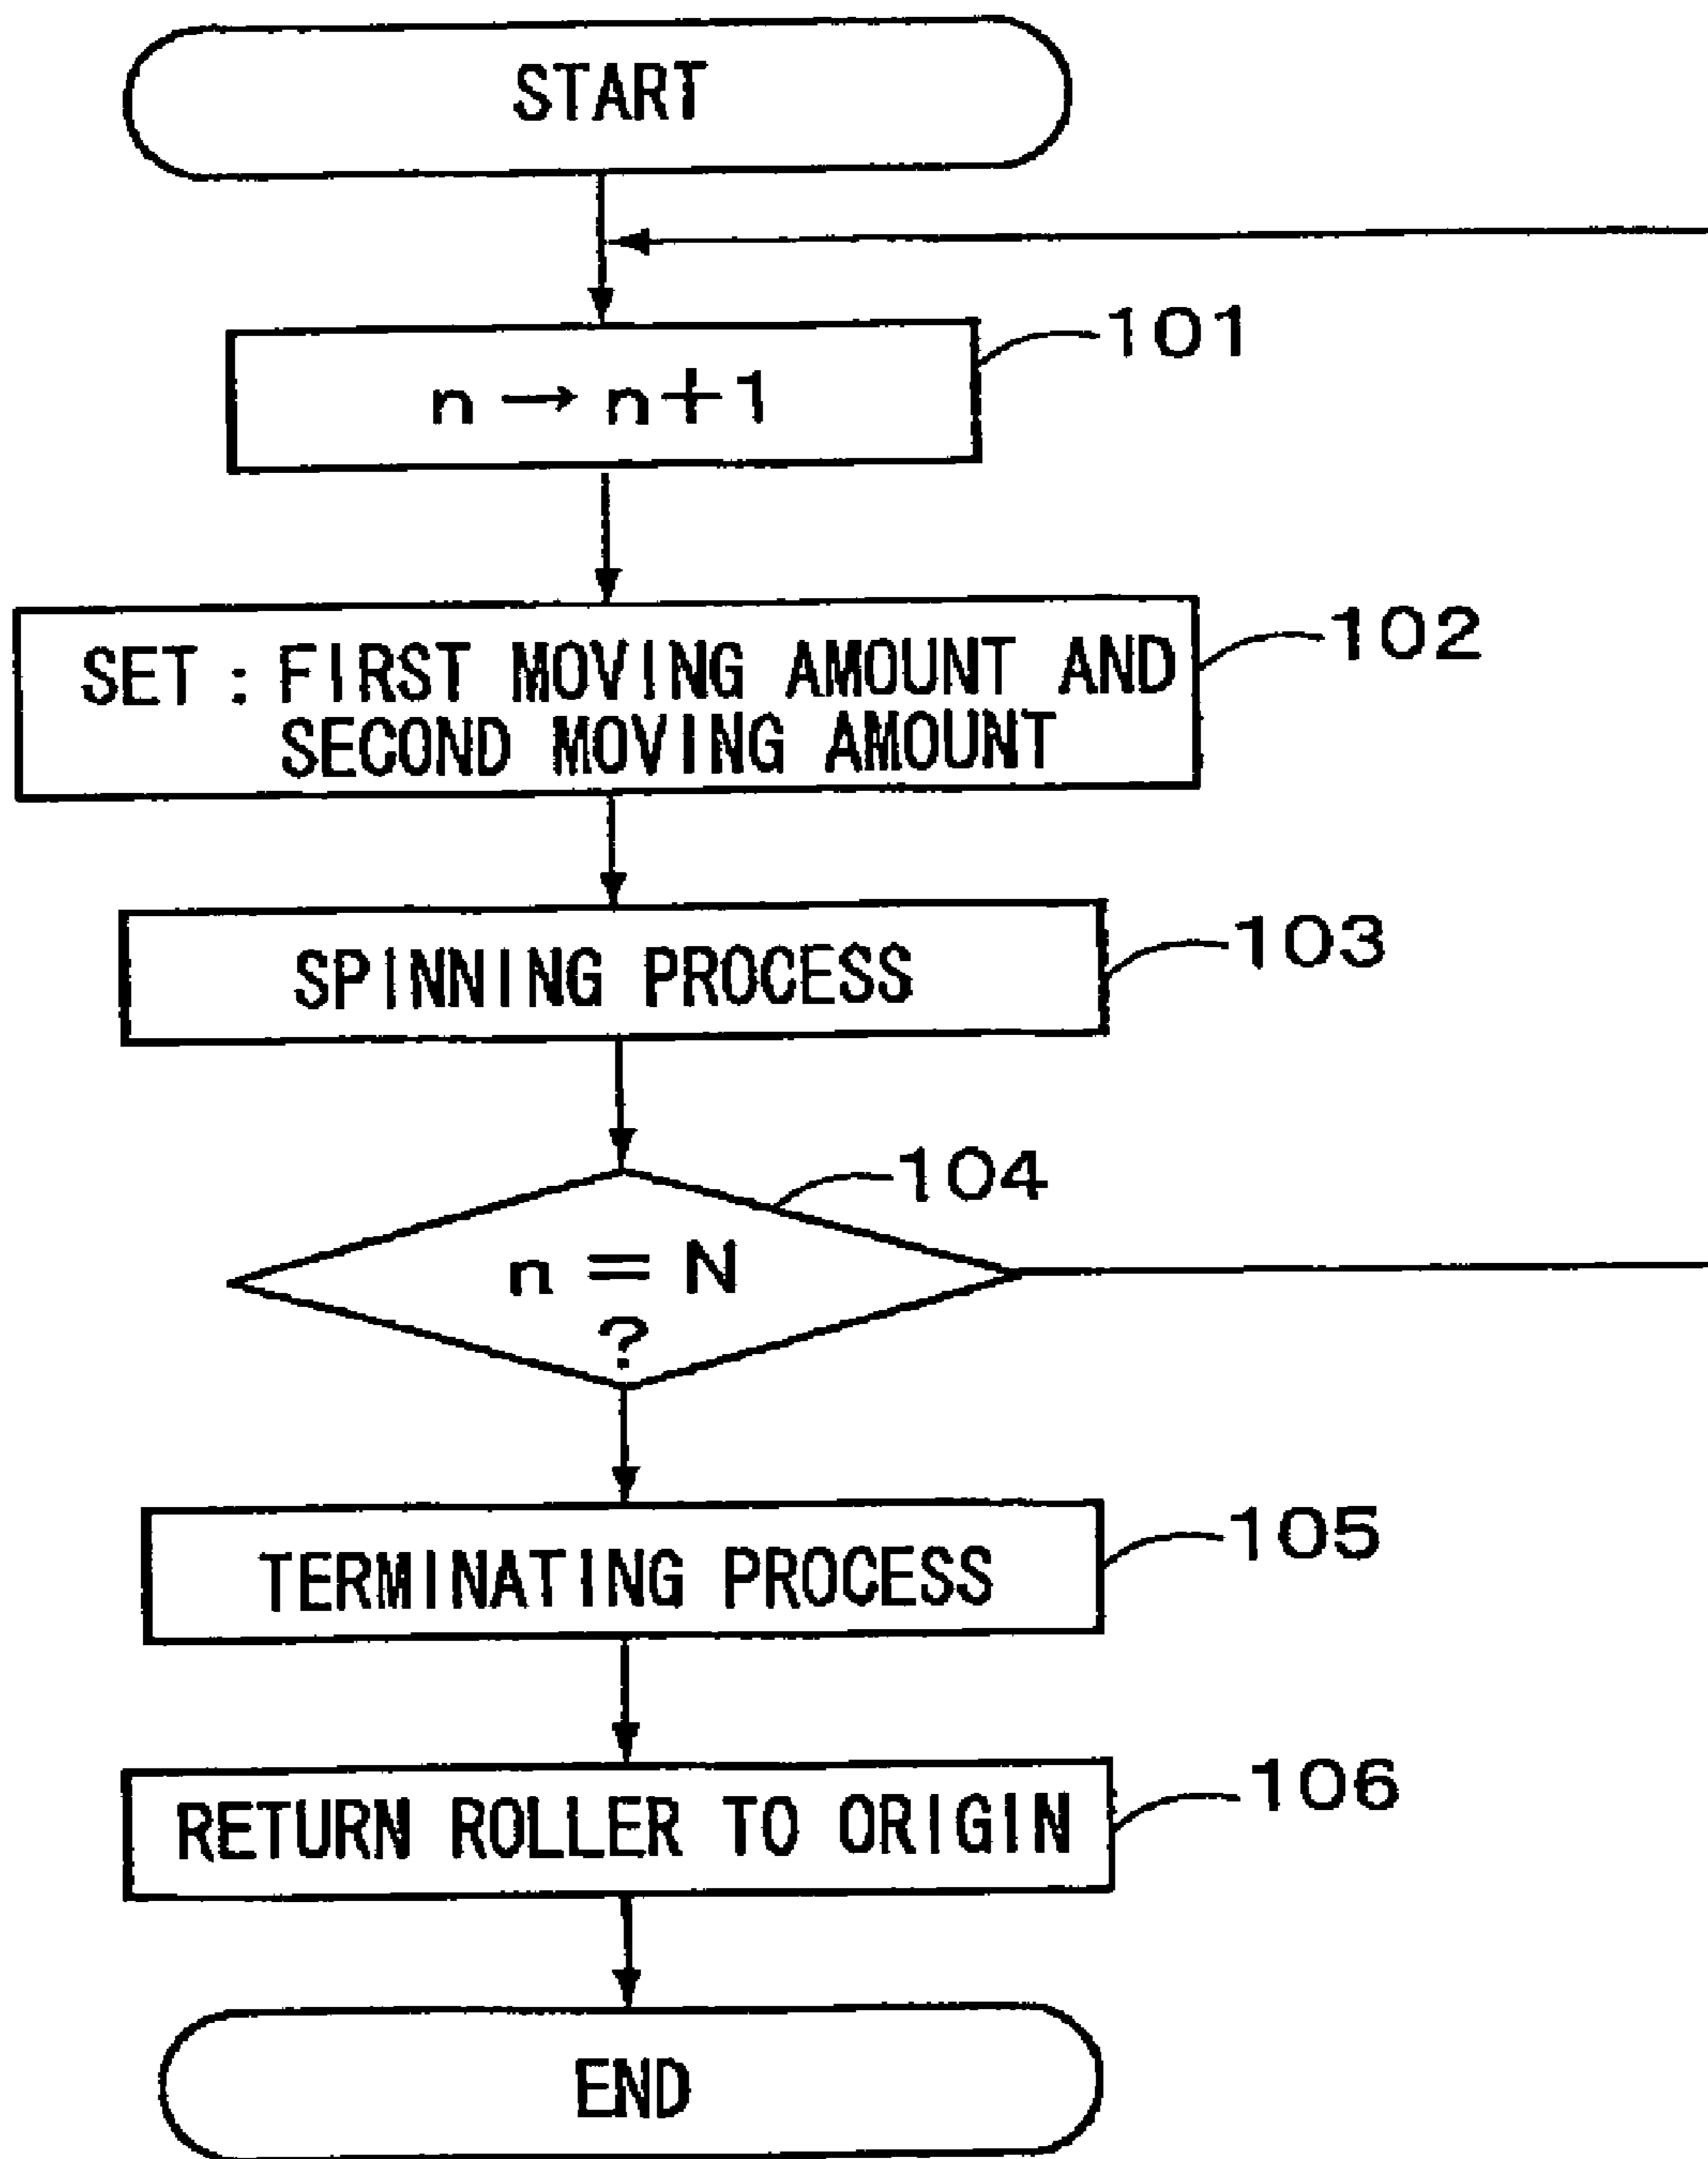 START
101
n → n+1
102
SET : FIRST MOVING AMOUNT AND
SECOND MOVING AMOUNT
103
SPINNING PROCESS
104
n = N
?
105
TERMINATING PROCESS
106
RETURN ROLLER TO ORIGIN
END